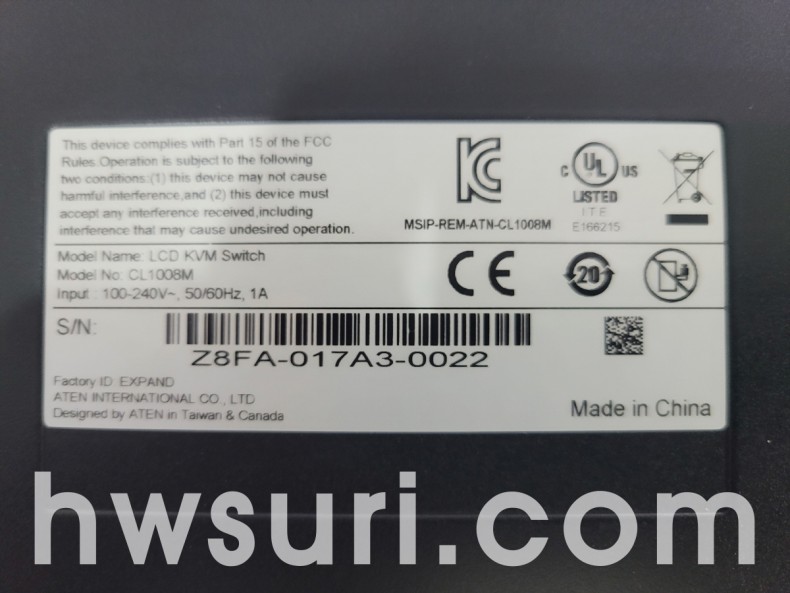 This device complies with Part 15 of the FCC
Rules.Operation is subject to the following
two conditions:(1) this device may not cause
harmful interference,and (2) this device must
accept any interference received,including
interference that may cause undesired operation.
MSIP-REM-ATN-CL1008M
C UL US
LISTED
I T E
E166215
Model Name: LCD KVM Switch
Model No: CL1008M
Input : 100-240V~, 50/60Hz, 1A
CE
20
S/N:
Z8FA-017A3-0022
Factory ID: EXPAND
ATEN INTERNATIONAL CO., LTD
Designed by ATEN in Taiwan & Canada
Made in China
hwsuri.com